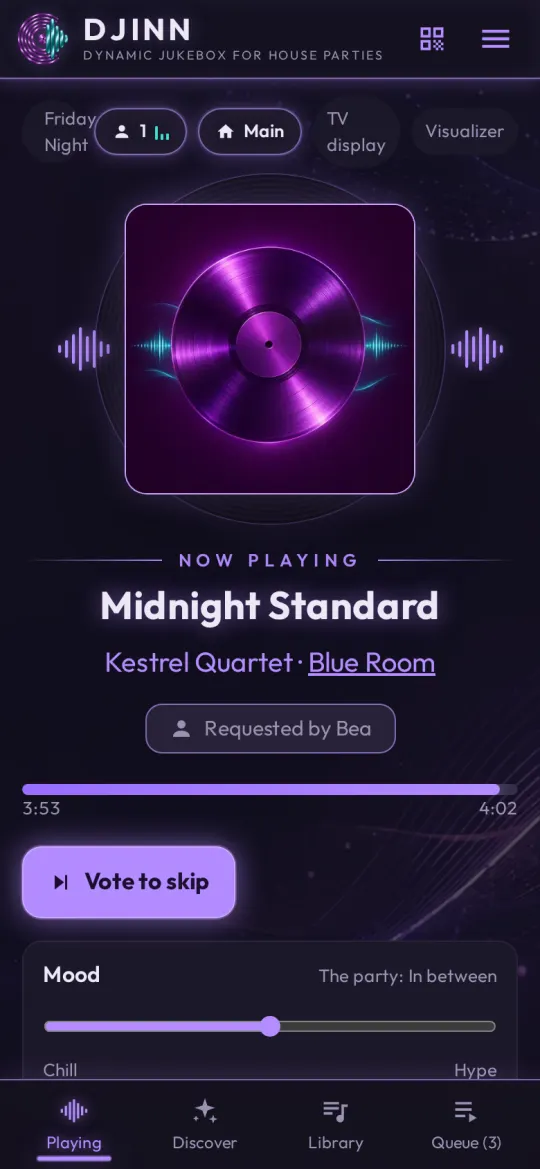 DJINN
DYNAMIC JUKEBOX FOR HOUSE PARTIES
Friday Night
1
Main
TV display
Visualizer
NOW PLAYING
Midnight Standard
Kestrel Quartet · Blue Room
Requested by Bea
3:53
4:02
Vote to skip
Mood
The party: In between
Chill
Hype
Playing
Discover
Library
Queue (3)